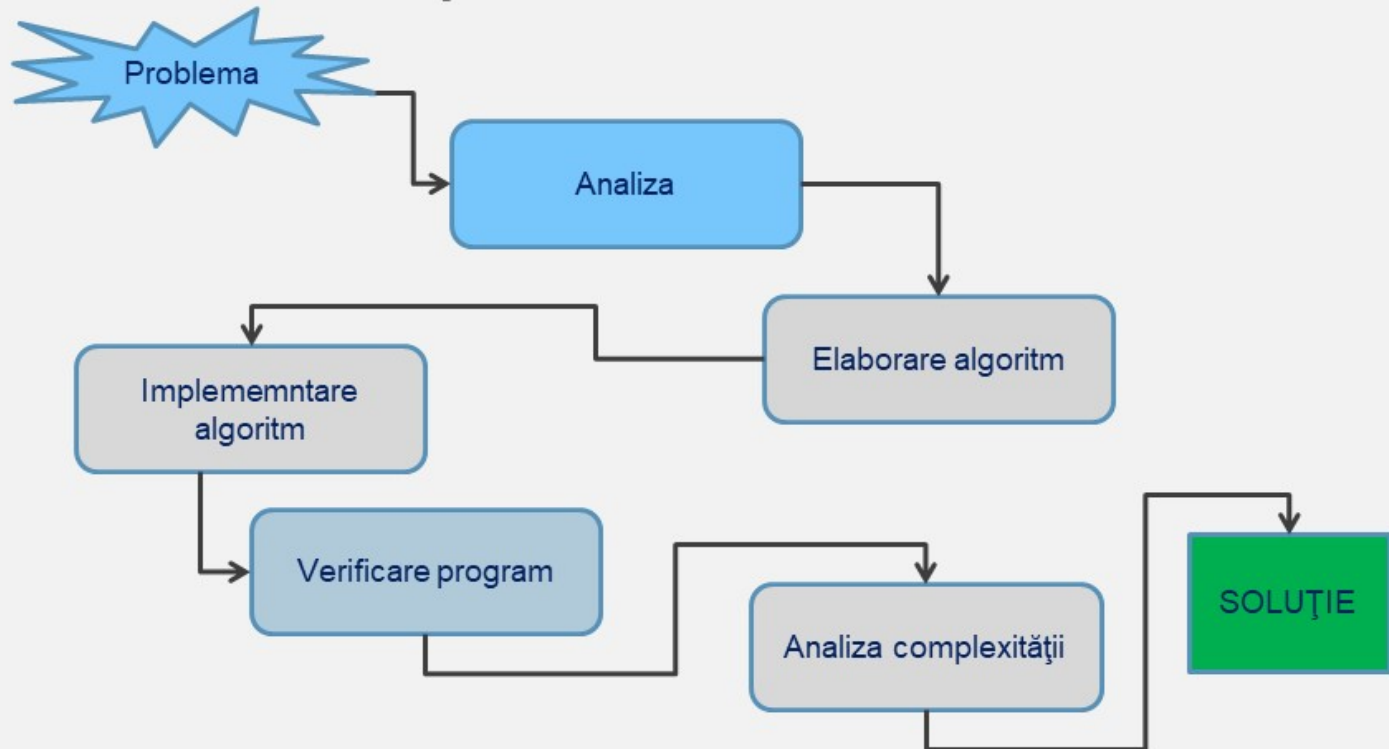 Problema
Analiza
Elaborare algoritm
Implememntare
algoritm
Verificare program
Analiza complexităţii
SOLUŢIE